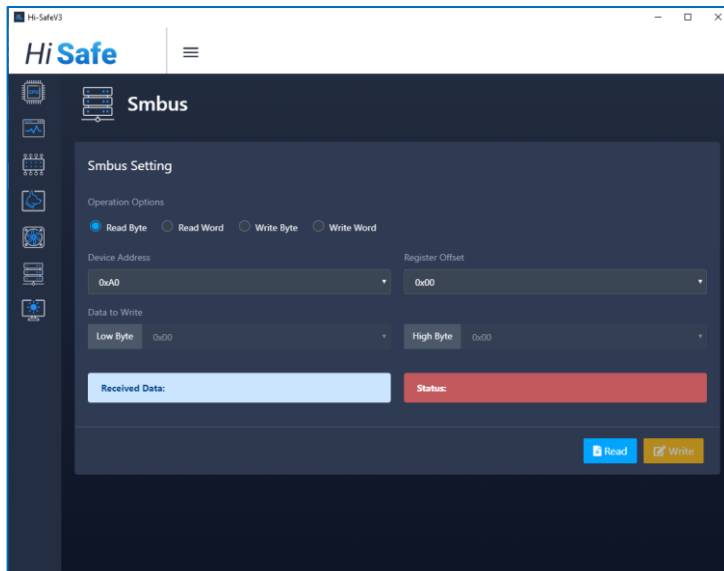 Hi-SafeV3
Hi Safe
CPU
Smbus
Smbus Setting
Operation Options
Read Byte Read Word Write Byte Write Word
Device Address Register Offset
0xA0 0x00
Data to Write
Low Byte 0x00 High Byte 0x00
Received Data: Status:
Read Write